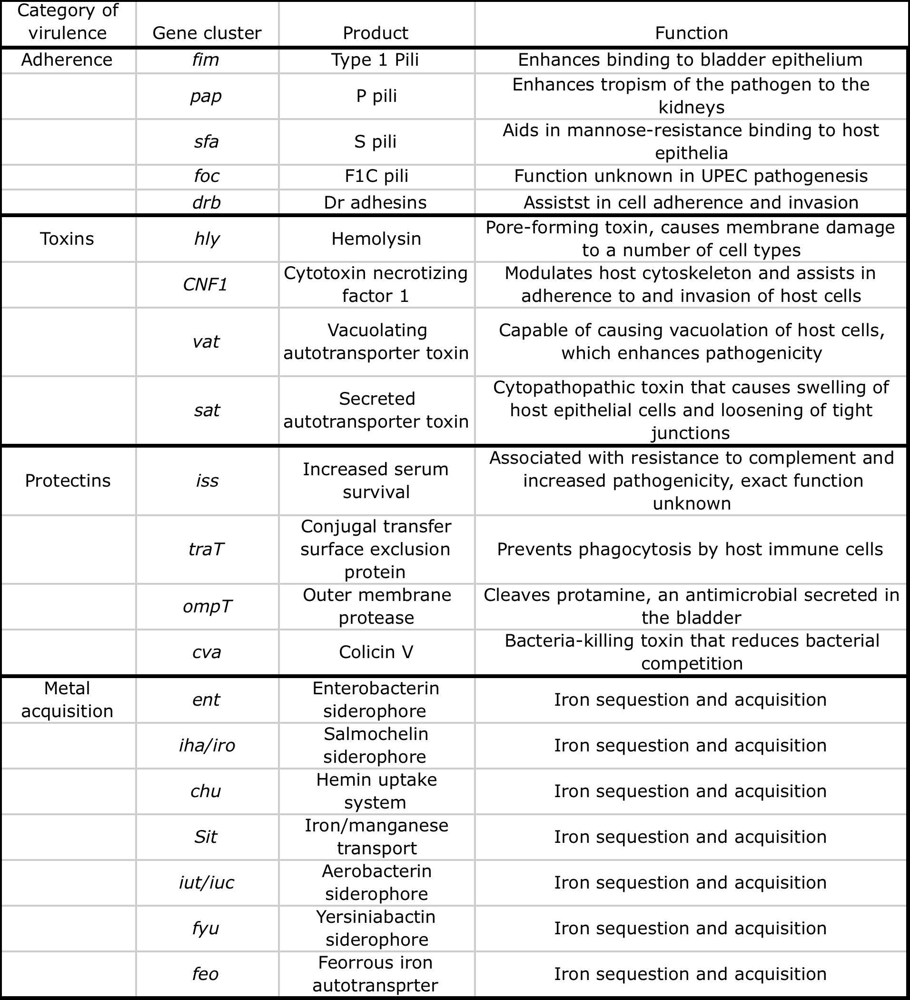 Category of
virulence
Gene cluster
Product
Function
Adherence
fim
Type 1 Pili
Enhances binding to bladder epithelium
pap
P pili
Enhances tropism of the pathogen to the
kidneys
sfa
S pili
Aids in mannose-resistance binding to host
epithelia
foc
F1C pili
Function unknown in UPEC pathogenesis
drb
Dr adhesins
Assistst in cell adherence and invasion
Toxins
hly
Hemolysin
Pore-forming toxin, causes membrane damage
to a number of cell types
CNF1
Cytotoxin necrotizing
factor 1
Modulates host cytoskeleton and assists in
adherence to and invasion of host cells
vat
Vacuolating
autotransporter toxin
Capable of causing vacuolation of host cells,
which enhances pathogenicity
sat
Secreted
autotransporter toxin
Cytopathopathic toxin that causes swelling of
host epithelial cells and loosening of tight
junctions
Protectins
iss
Increased serum
survival
Associated with resistance to complement and
increased pathogenicity, exact function
unknown
traT
Conjugal transfer
surface exclusion
protein
Prevents phagocytosis by host immune cells
ompT
Outer membrane
protease
Cleaves protamine, an antimicrobial secreted in
the bladder
cva
Colicin V
Bacteria-killing toxin that reduces bacterial
competition
Metal
acquisition
ent
Enterobacterin
siderophore
Iron sequestion and acquisition
iha/iro
Salmochelin
siderophore
Iron sequestion and acquisition
chu
Hemin uptake
system
Iron sequestion and acquisition
Sit
Iron/manganese
transport
Iron sequestion and acquisition
iut/iuc
Aerobacterin
siderophore
Iron sequestion and acquisition
fyu
Yersiniabactin
siderophore
Iron sequestion and acquisition
feo
Feorrous iron
autotransprter
Iron sequestion and acquisition